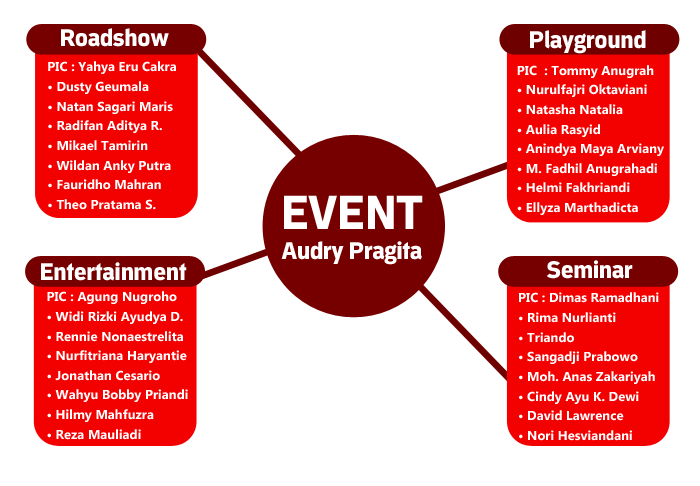 Roadshow
PIC : Yahya Eru Cakra
• Dusty Geumala
• Natan Sagari Maris
• Radifan Aditya R.
• Mikael Tamirin
• Wildan Anky Putra
• Fauridho Mahran
• Theo Pratama S.
Playground
PIC : Tommy Anugrah
• Nurulfajri Oktaviani
• Natasha Natalia
• Aulia Rasyid
• Anindya Maya Arviany
• M. Fadhil Anugrahadi
• Helmi Fakhriandi
• Ellyza Marthadicta
EVENT
Audry Pragita
Entertainment
PIC : Agung Nugroho
• Widi Rizki Ayudya D.
• Rennie Nonaestrelita
• Nurfitriana Haryantie
• Jonathan Cesario
• Wahyu Bobby Priandi
• Hilmy Mahfuzra
• Reza Mauliadi
Seminar
PIC : Dimas Ramadhani
• Rima Nurlianti
• Triando
• Sangadji Prabowo
• Moh. Anas Zakariyah
• Cindy Ayu K. Dewi
• David Lawrence
• Nori Hesviandani